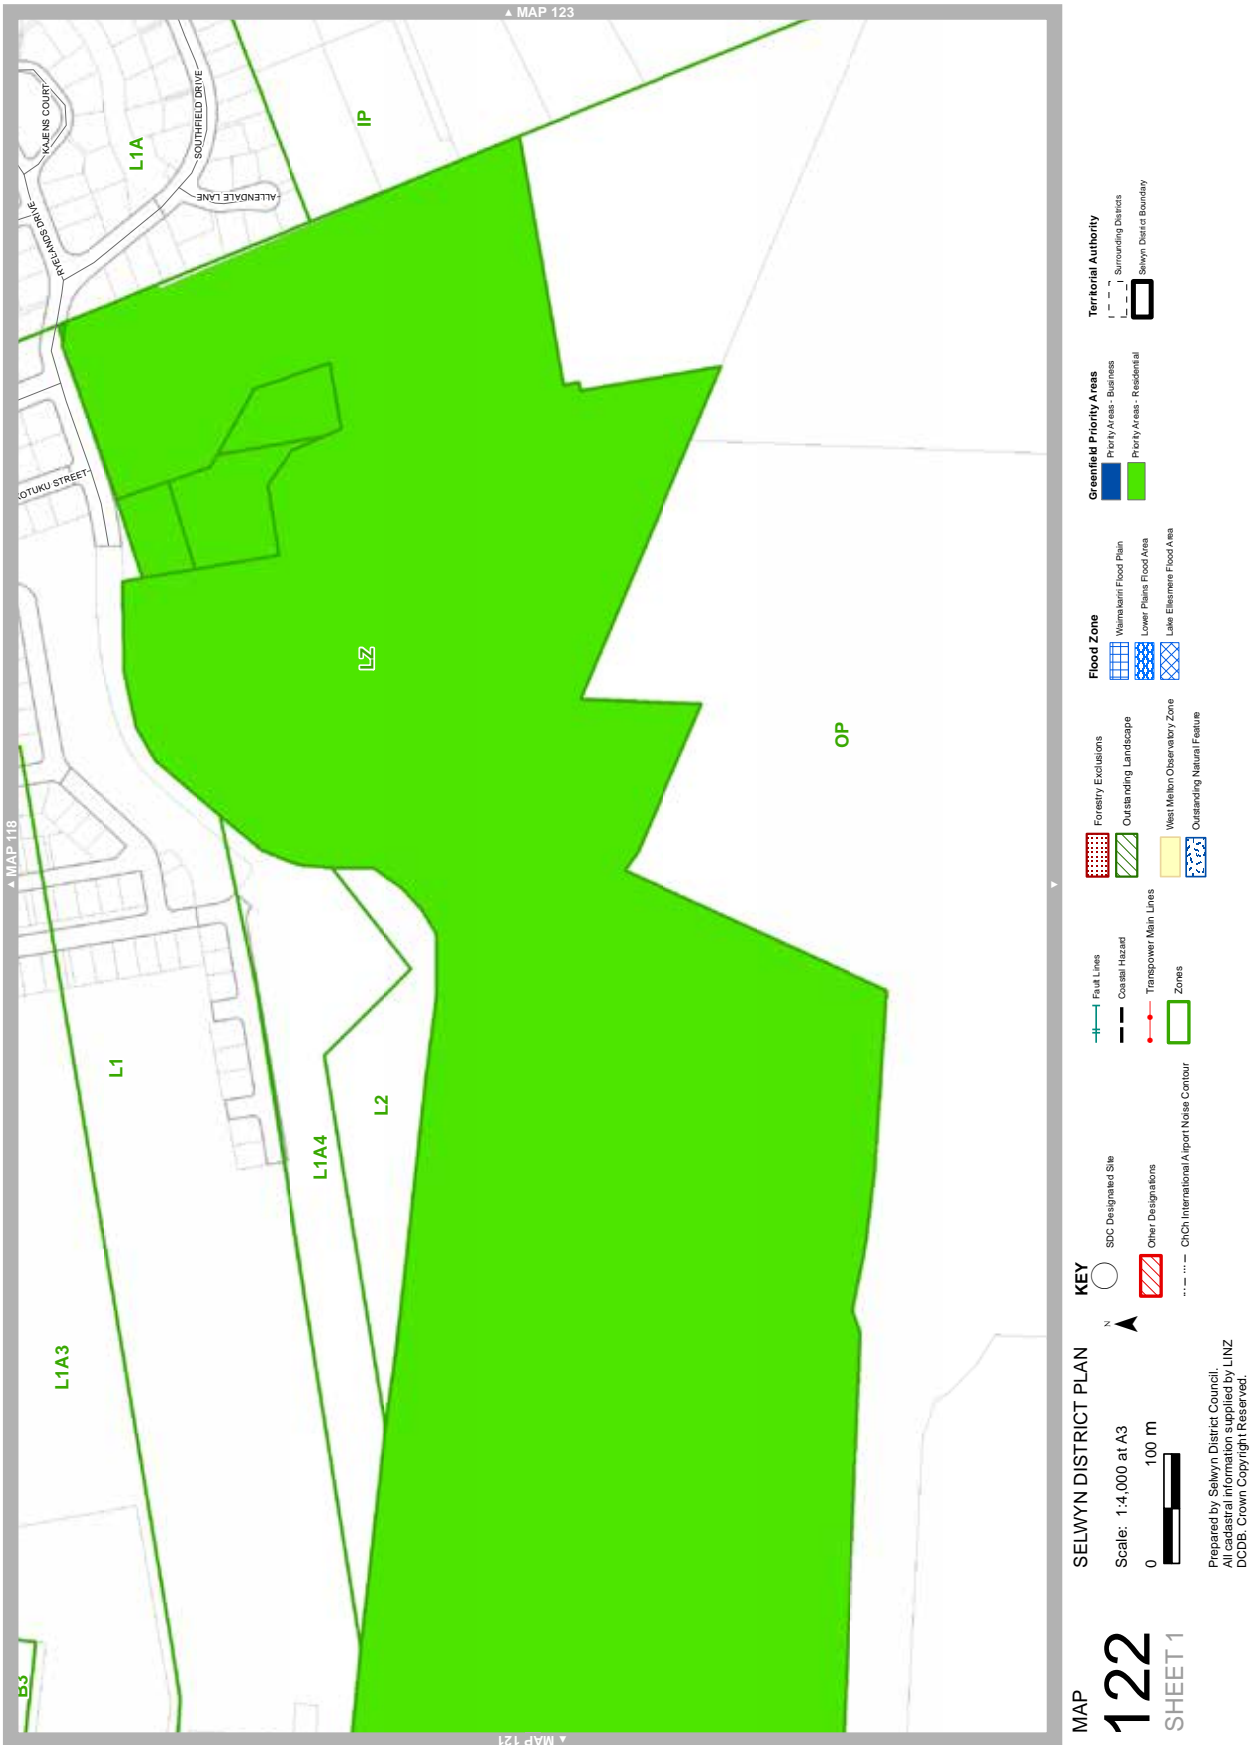 ▲ MAP 123
▲ MAP 118
▲ MAP 121
KAJENS COURT
SOUTHFIELD DRIVE
RYELANDS DRIVE
ALLENDALE LANE
KOTUKU STREET
L1A
IP
LZ
OP
L1
L2
L1A4
L1A3
B3
MAP
122
SHEET 1
SELWYN DISTRICT PLAN
Scale: 1:4,000 at A3
0 100 m
Prepared by Selwyn District Council.
All cadastral information supplied by LINZ
DCDB. Crown Copyright Reserved.
N
KEY
SDC Designated Site
Other Designations
ChCh International Airport Noise Contour
Fault Lines
Coastal Hazard
Transpower Main Lines
Zones
Forestry Exclusions
Outstanding Landscape
West Melton Observatory Zone
Outstanding Natural Feature
Flood Zone
Waimakariri Flood Plain
Lower Plains Flood Area
Lake Ellesmere Flood Area
Greenfield Priority Areas
Priority Areas - Business
Priority Areas - Residential
Territorial Authority
Surrounding Districts
Selwyn District Boundary